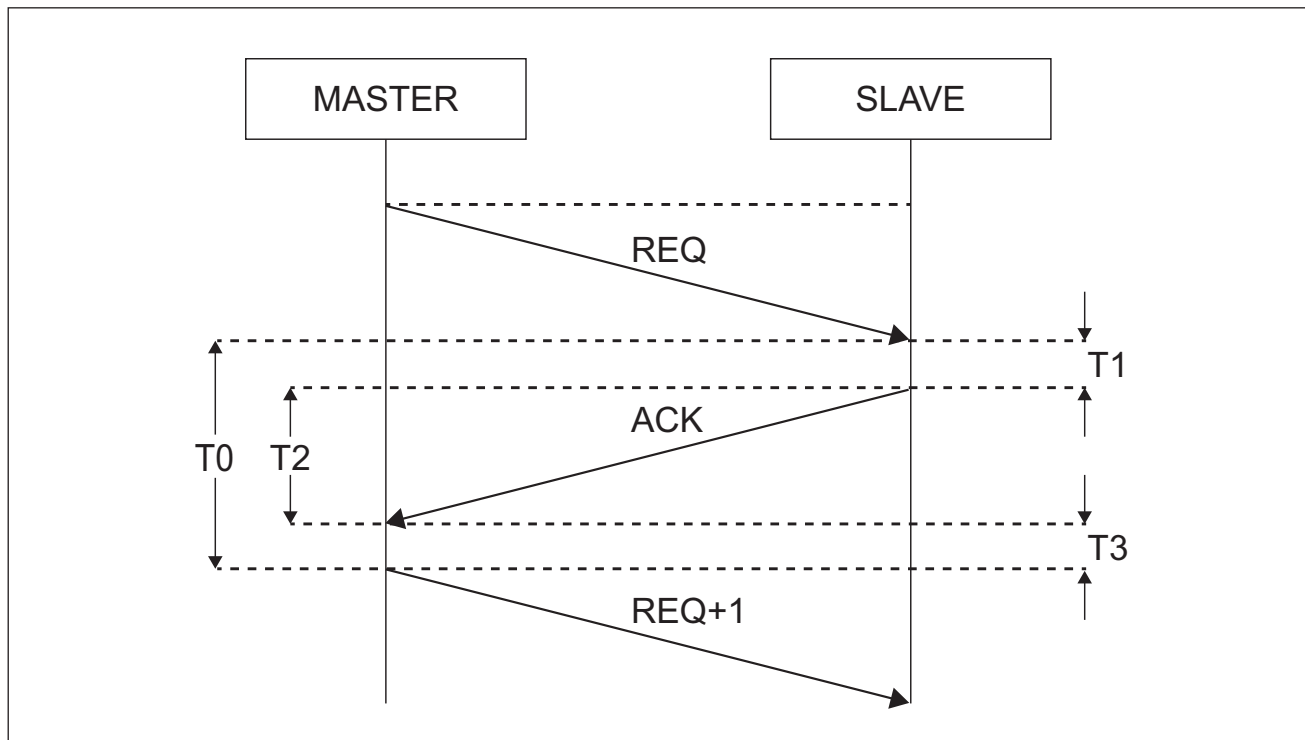 MASTER
SLAVE
REQ
T1
ACK
T0
T2
T3
REQ+1